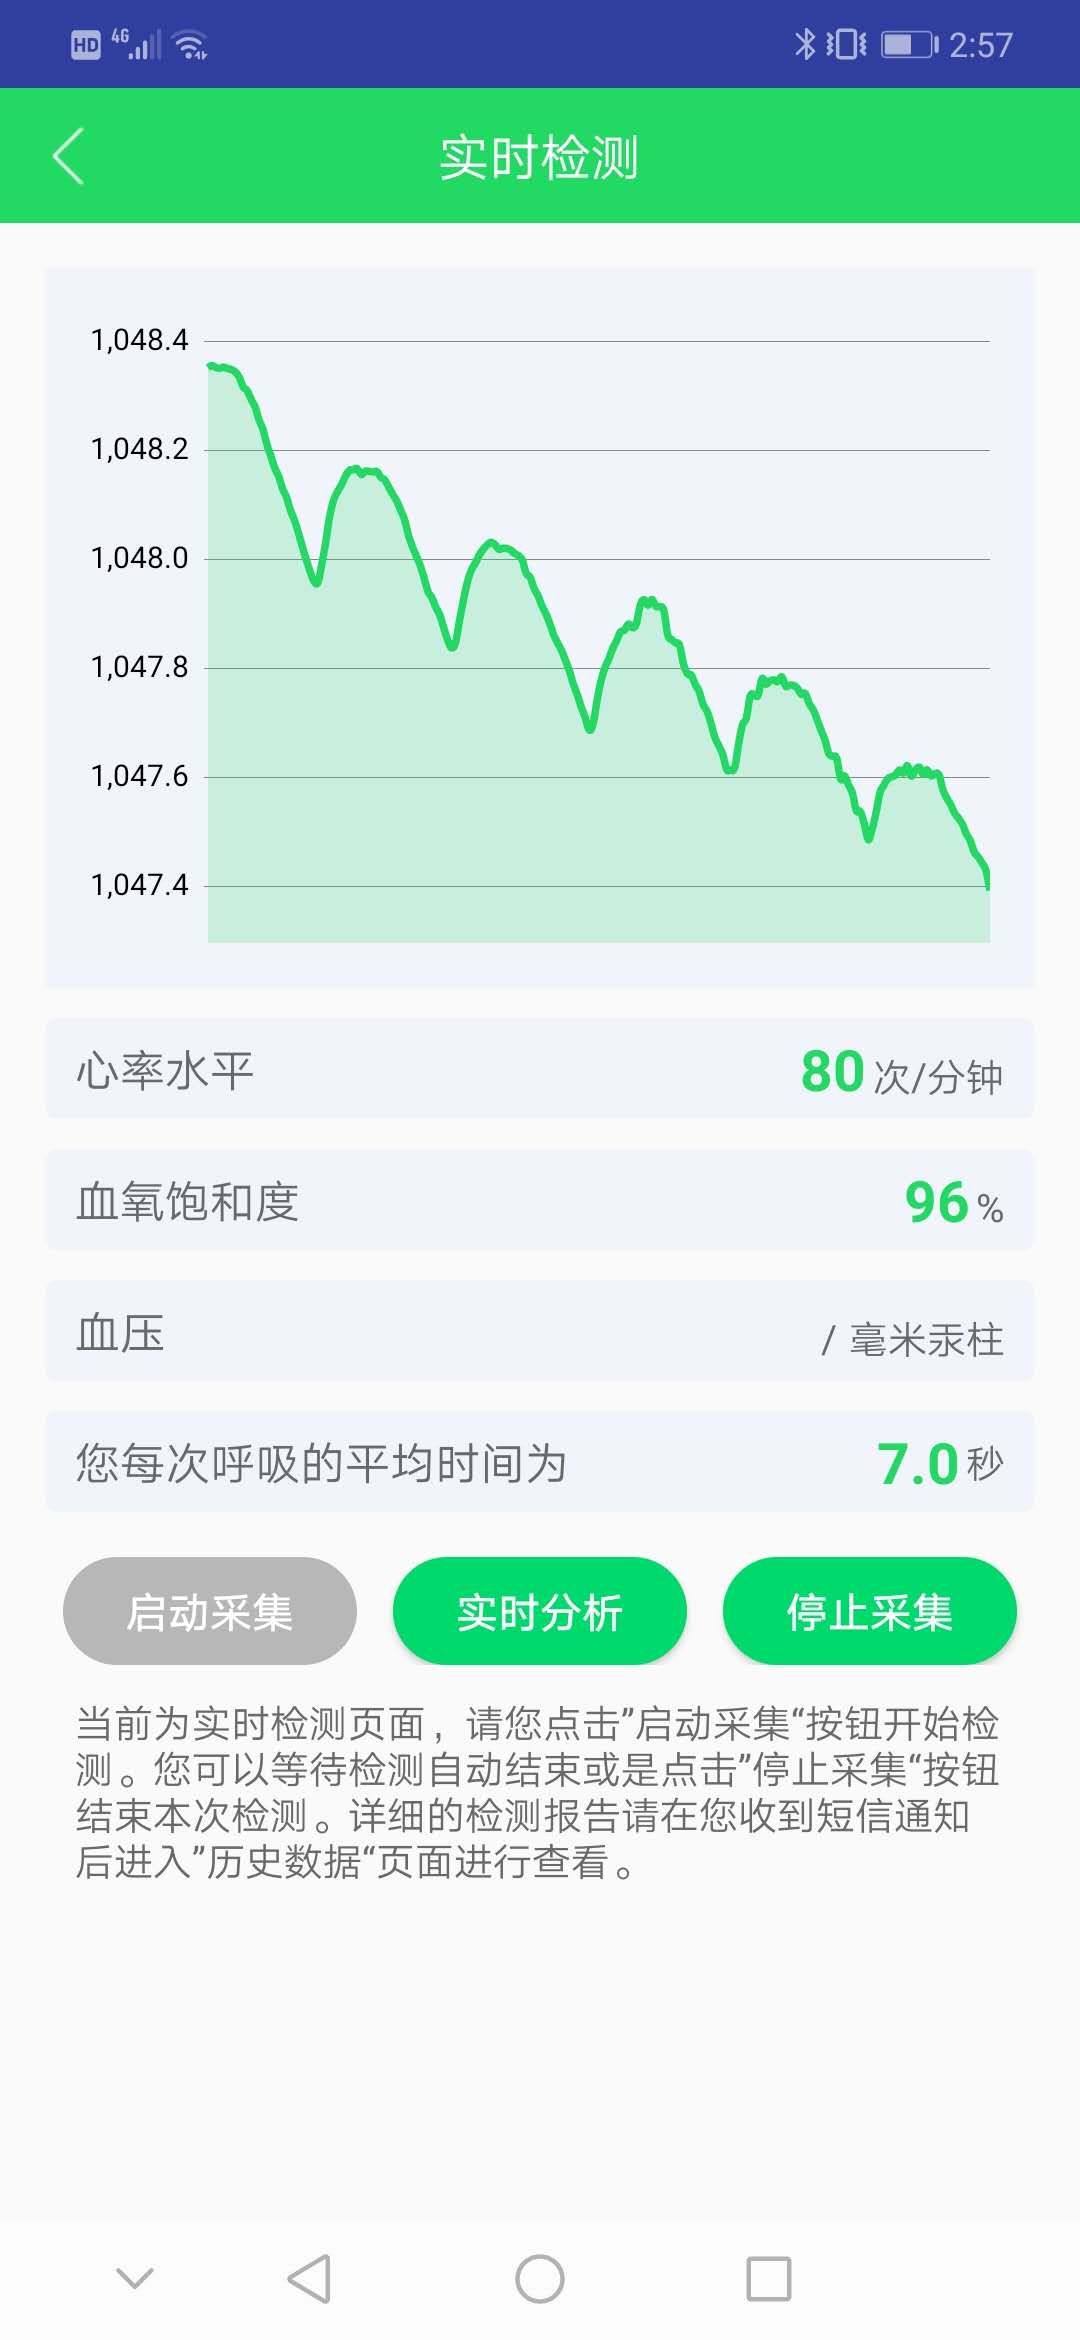 HD 4G 2:57
实时检测
1,048.4
1,048.2
1,048.0
1,047.8
1,047.6
1,047.4
心率水平 80 次/分钟
血氧饱和度 96 %
血压 / 毫米汞柱
您每次呼吸的平均时间为 7.0 秒
启动采集 实时分析 停止采集
当前为实时检测页面，请您点击”启动采集“按钮开始检
测。您可以等待检测自动结束或是点击”停止采集“按钮
结束本次检测。详细的检测报告请在您收到短信通知
后进入”历史数据“页面进行查看。